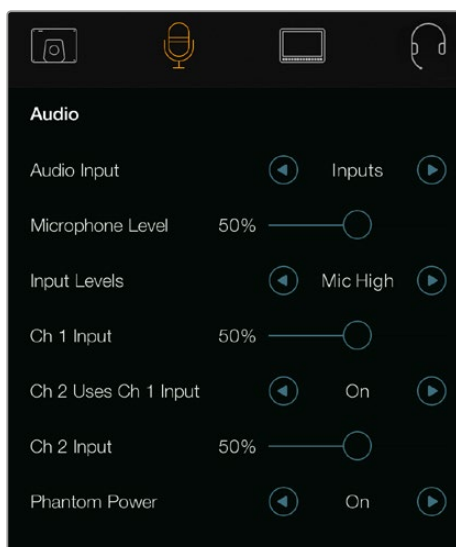 Audio
Audio Input Inputs
Microphone Level 50%
Input Levels Mic High
Ch 1 Input 50%
Ch 2 Uses Ch 1 Input On
Ch 2 Input 50%
Phantom Power On